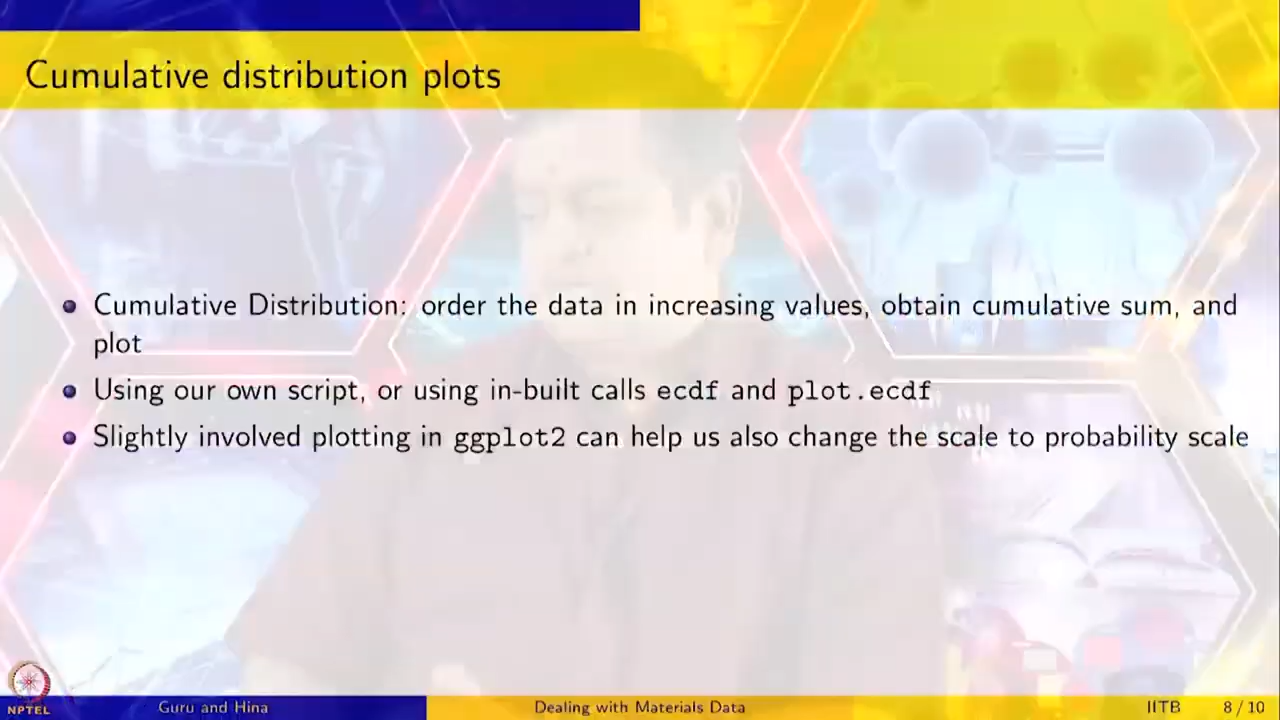 Cumulative distribution plots
Cumulative Distribution: order the data in increasing values, obtain cumulative sum, and
plot
Using our own script, or using in-built calls ecdf and plot.ecdf
Slightly involved plotting in ggplot2 can help us also change the scale to probability scale
NPTEL
Guru and Hina
Dealing with Materials Data
IITB
8 / 10